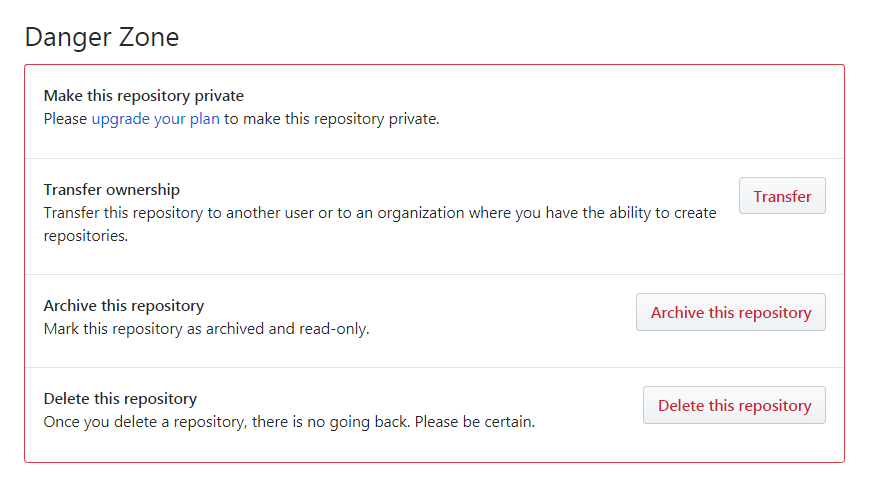 Danger Zone
Make this repository private
Please upgrade your plan to make this repository private.
Transfer ownership
Transfer this repository to another user or to an organization where you have the ability to create
repositories.
Transfer
Archive this repository
Mark this repository as archived and read-only.
Archive this repository
Delete this repository
Once you delete a repository, there is no going back. Please be certain.
Delete this repository